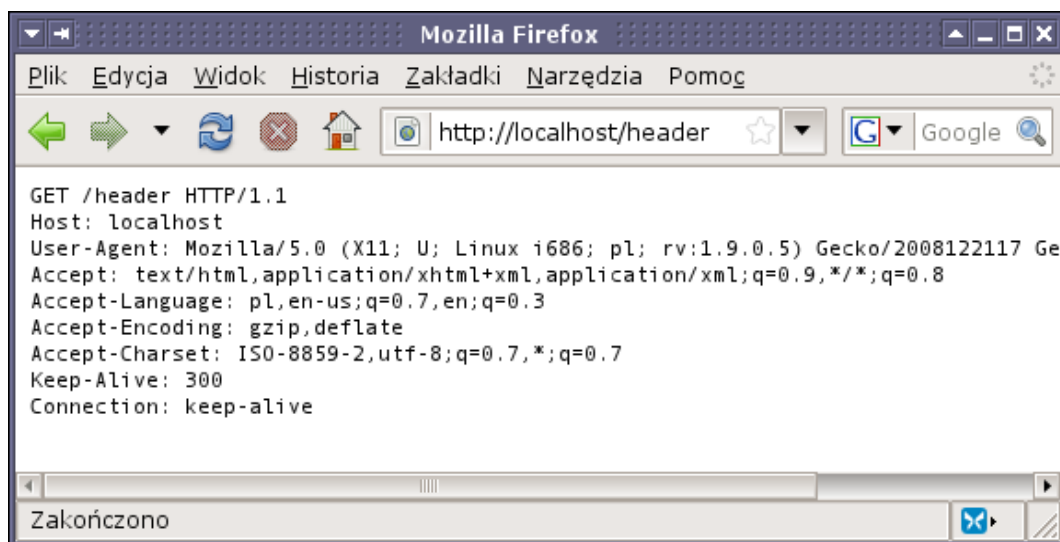 Mozilla Firefox
Plik Edycja Widok Historia Zakładki Narzędzia Pomoc
http://localhost/header G Google
GET /header HTTP/1.1
Host: localhost
User-Agent: Mozilla/5.0 (X11; U; Linux i686; pl; rv:1.9.0.5) Gecko/2008122117 Ge
Accept: text/html,application/xhtml+xml,application/xml;q=0.9,*/*;q=0.8
Accept-Language: pl,en-us;q=0.7,en;q=0.3
Accept-Encoding: gzip,deflate
Accept-Charset: ISO-8859-2,utf-8;q=0.7,*;q=0.7
Keep-Alive: 300
Connection: keep-alive
Zakończono